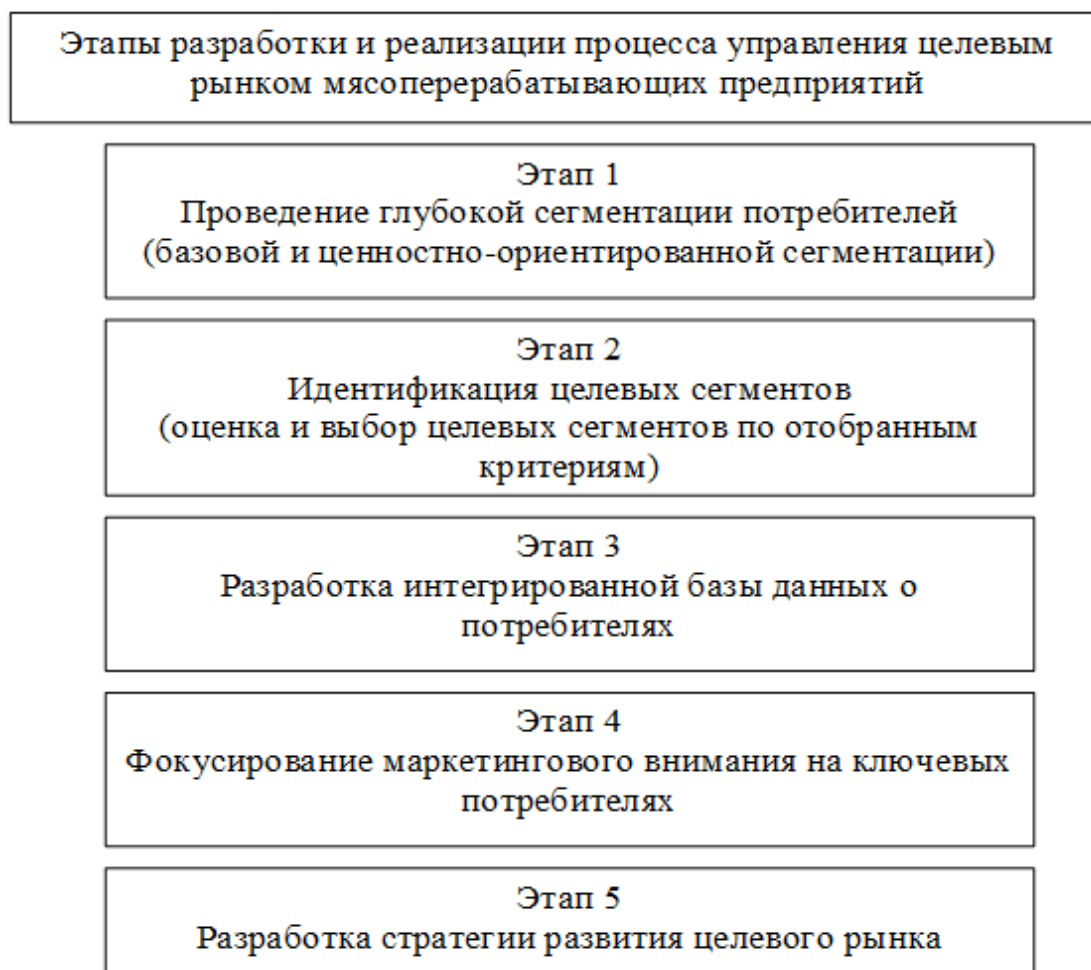 Этапы разработки и реализации процесса управления целевым
рынком мясоперерабатывающих предприятий
Этап 1
Проведение глубокой сегментации потребителей
(базовой и ценностно-ориентированной сегментации)
Этап 2
Идентификация целевых сегментов
(оценка и выбор целевых сегментов по отобранным
критериям)
Этап 3
Разработка интегрированной базы данных о
потребителях
Этап 4
Фокусирование маркетингового внимания на ключевых
потребителях
Этап 5
Разработка стратегии развития целевого рынка